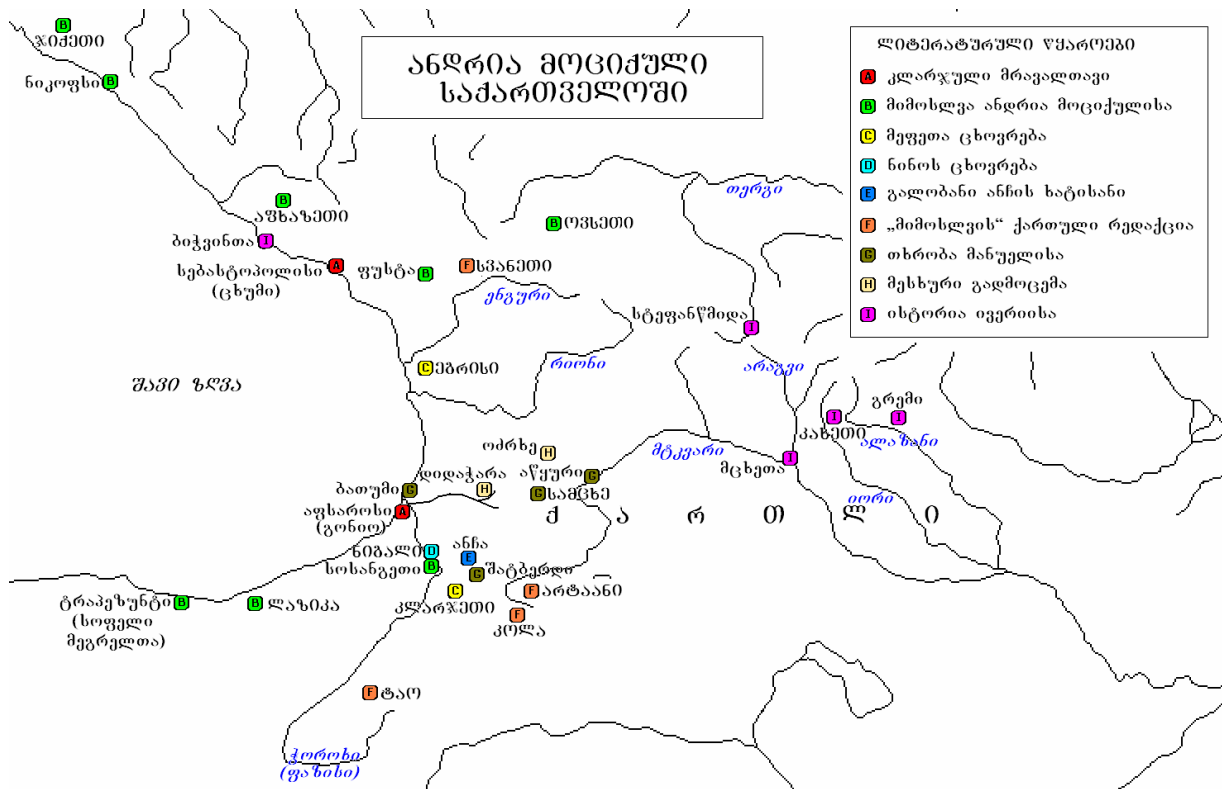 ანდრია მოციქული
საქართველოში
ლიტერატურული წყაროები
A კლარჯული მრავალთავი
B მიმოსლვა ანდრია მოციქულისა
C მეფეთა ცხოვრება
D ნინოს ცხოვრება
E გალობანი ანჩის ხატისანი
F „მიმოსლვის“ ქართული რედაქცია
G თხრობა მანუელისა
H მესხური გადმოცემა
I ისტორია ივერიისა
B
ჯიქეთი
ნიკოფსი B
თერგი
B
აფხაზეთი
B ოვსეთი
ბიჭვინთა I
სებასტოპოლისი A
(ცხუმი)
ფუსტა B
F სვანეთი
ენგური
სტეფანწმიდა I
C ეგრისი
რიონი
არაგვი
შავი ზღვა
გრემი
I
I
კახეთი
ალაზანი
ოძრხე H
მტკვარი
მცხეთა I
დიდაჭარა
H
აწყური G
ბათუმი G
G სამცხე
იორი
აფსაროსი A
(გონიო)
ქართლი
ნიგალი D
ანჩა
E
სოსანგეთი B
G შატბერდი
C
კლარჯეთი
F არტაანი
F
კოლა
ტრაპეზუნტი B
(სოფელი
მეგრელთა)
B ლაზიკა
F ტაო
ჭოროხი
(ფაზისი)